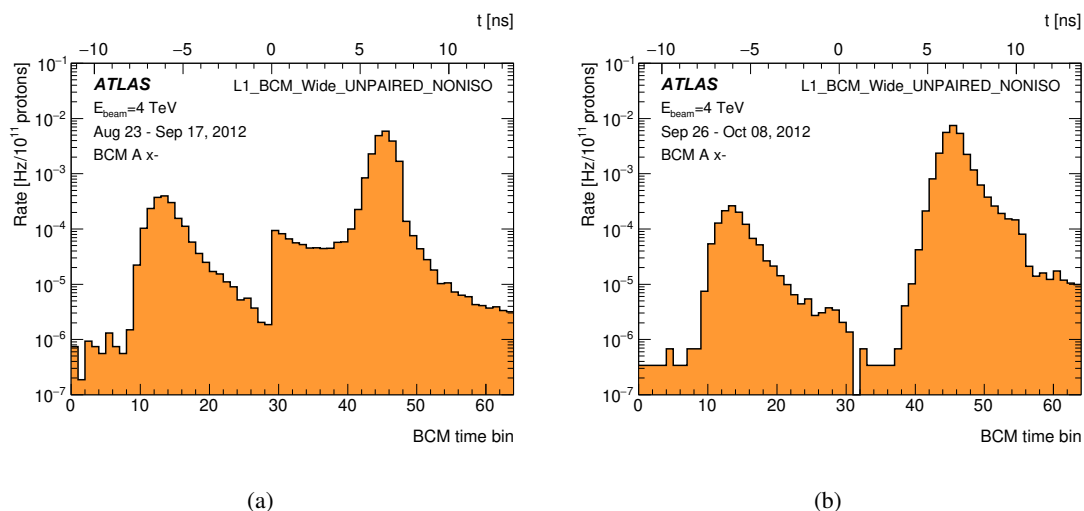 t [ns]
−10 −5 0 5 10
Rate [Hz/10¹¹ protons]
10⁻¹
10⁻²
10⁻³
10⁻⁴
10⁻⁵
10⁻⁶
10⁻⁷
ATLAS L1_BCM_Wide_UNPAIRED_NONISO
E_beam=4 TeV
Aug 23 - Sep 17, 2012
BCM A x-
0 10 20 30 40 50 60
BCM time bin
(a)
t [ns]
−10 −5 0 5 10
Rate [Hz/10¹¹ protons]
10⁻¹
10⁻²
10⁻³
10⁻⁴
10⁻⁵
10⁻⁶
10⁻⁷
ATLAS L1_BCM_Wide_UNPAIRED_NONISO
E_beam=4 TeV
Sep 26 - Oct 08, 2012
BCM A x-
0 10 20 30 40 50 60
BCM time bin
(b)